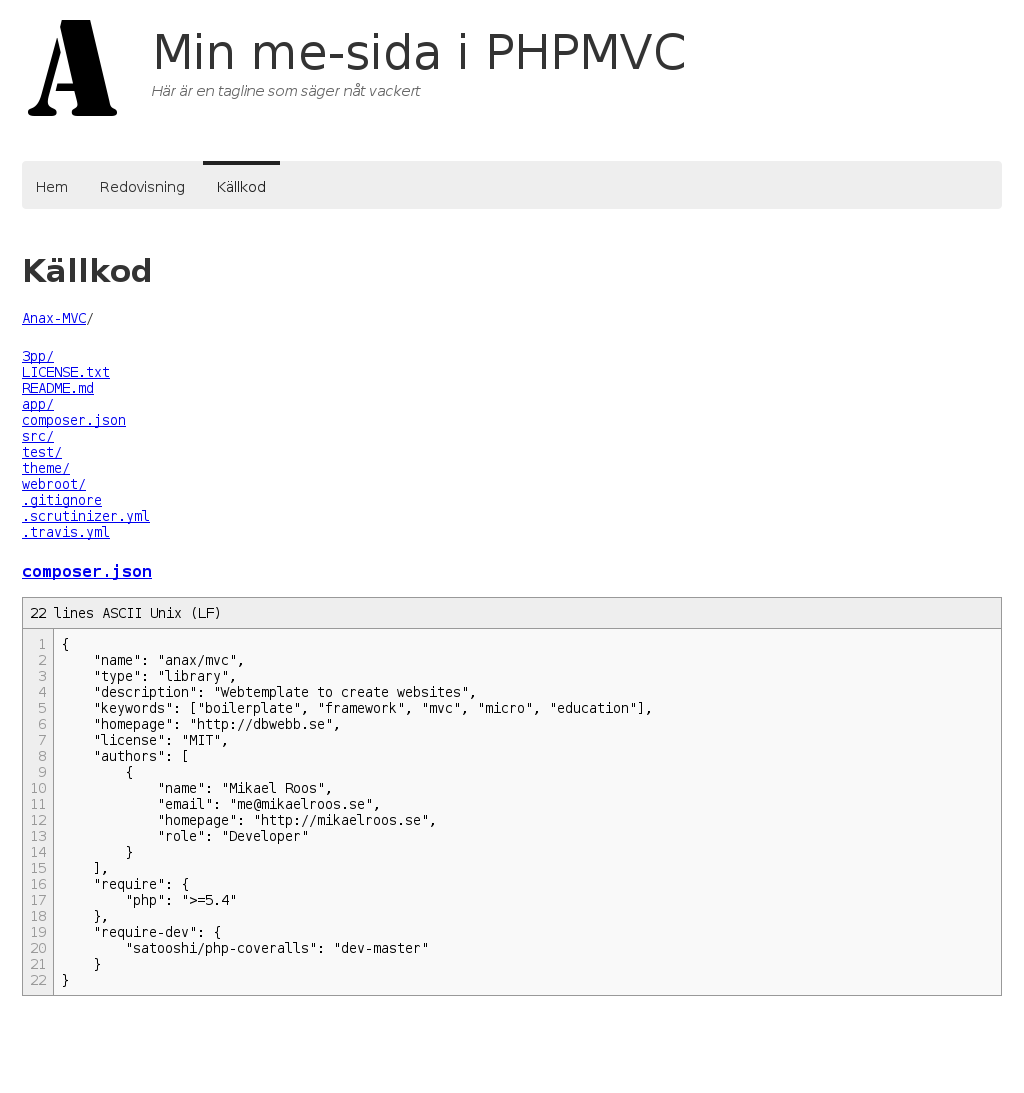 A
Min me-sida i PHPMVC
Här är en tagline som säger nåt vackert
Hem Redovisning Källkod
Källkod
Anax-MVC/
3pp/
LICENSE.txt
README.md
app/
composer.json
src/
test/
theme/
webroot/
.gitignore
.scrutinizer.yml
.travis.yml
composer.json
22 lines ASCII Unix (LF)
1 {
2     "name": "anax/mvc",
3     "type": "library",
4     "description": "Webtemplate to create websites",
5     "keywords": ["boilerplate", "framework", "mvc", "micro", "education"],
6     "homepage": "http://dbwebb.se",
7     "license": "MIT",
8     "authors": [
9         {
10             "name": "Mikael Roos",
11             "email": "me@mikaelroos.se",
12             "homepage": "http://mikaelroos.se",
13             "role": "Developer"
14         }
15     ],
16     "require": {
17         "php": ">=5.4"
18     },
19     "require-dev": {
20         "satooshi/php-coveralls": "dev-master"
21     }
22 }